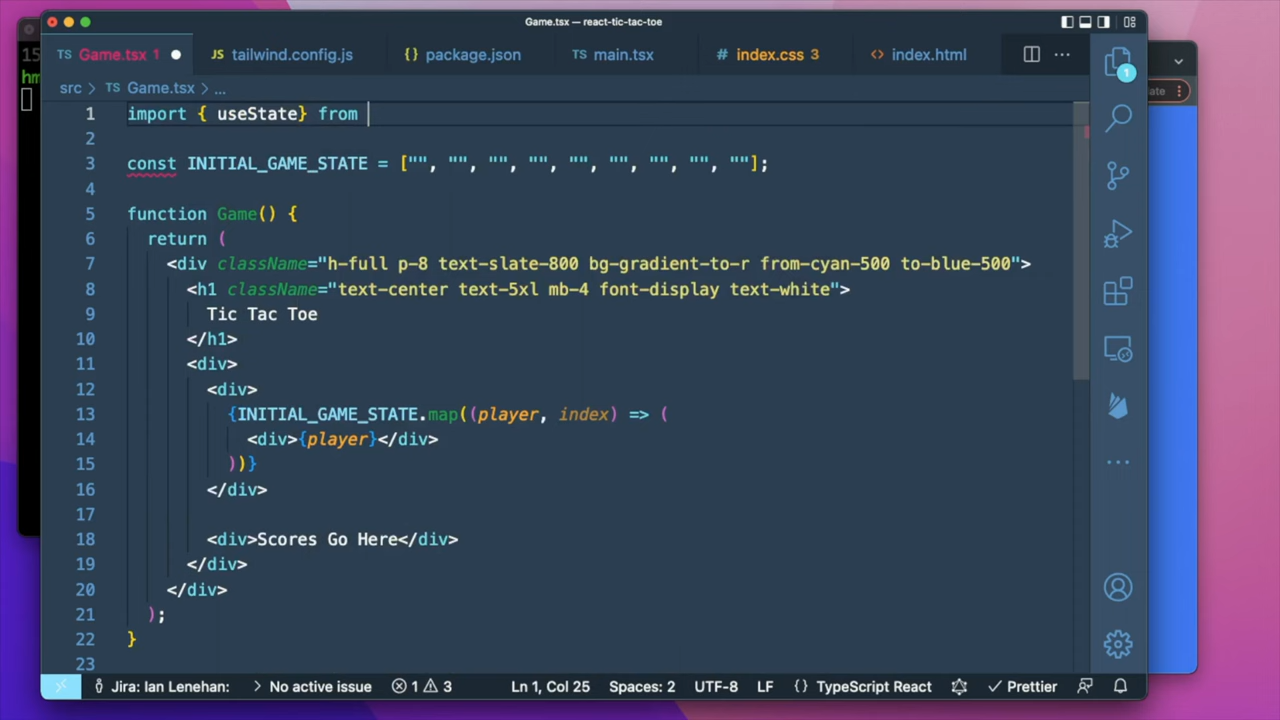 Game.tsx — react-tic-tac-toe
TS Game.tsx 1 JS tailwind.config.js {} package.json TS main.tsx # index.css 3 <> index.html
src > TS Game.tsx > ...
1 import { useState} from
2
3 const INITIAL_GAME_STATE = ["", "", "", "", "", "", "", "", ""];
4
5 function Game() {
6 return (
7 <div className="h-full p-8 text-slate-800 bg-gradient-to-r from-cyan-500 to-blue-500">
8 <h1 className="text-center text-5xl mb-4 font-display text-white">
9 Tic Tac Toe
10 </h1>
11 <div>
12 <div>
13 {INITIAL_GAME_STATE.map((player, index) => (
14 <div>{player}</div>
15 ))}
16 </div>
17
18 <div>Scores Go Here</div>
19 </div>
20 </div>
21 );
22 }
23
1
15
hm
ate
Jira: Ian Lenehan: > No active issue 1 3 Ln 1, Col 25 Spaces: 2 UTF-8 LF {} TypeScript React Prettier